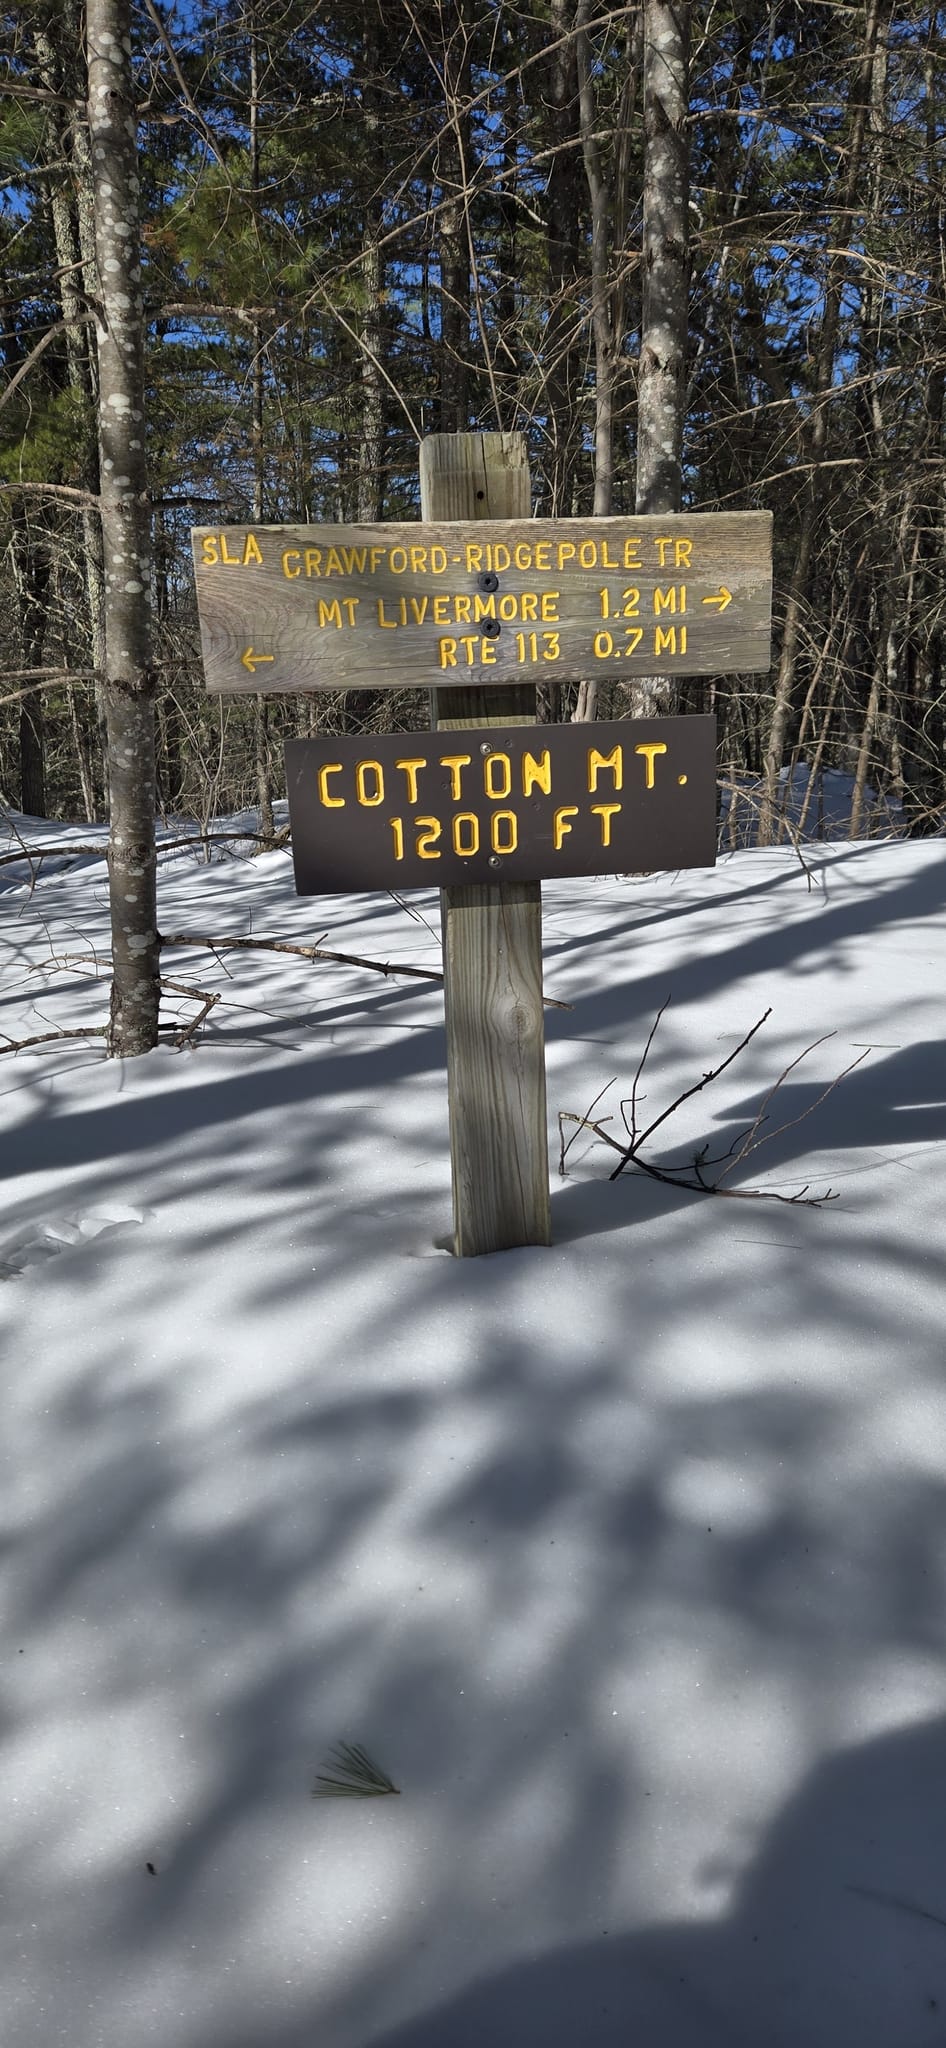 SLA CRAWFORD-RIDGEPOLE TR
MT LIVERMORE 1.2 MI →
← RTE 113 0.7 MI
COTTON MT.
1200 FT